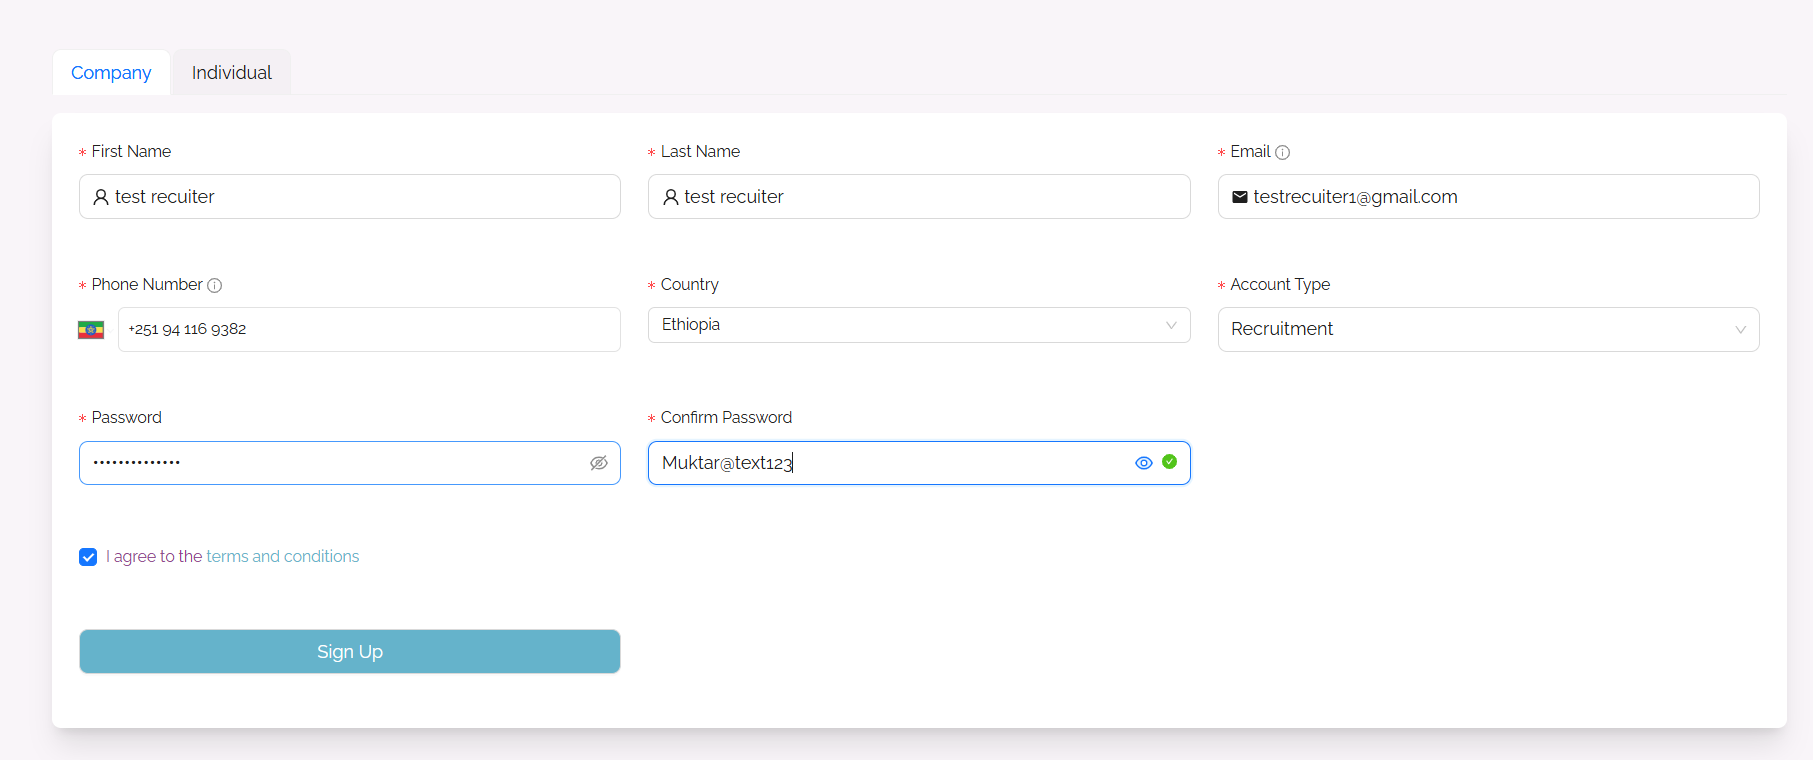 Company Individual
* First Name * Last Name * Email
test recuiter test recuiter testrecuiter1@gmail.com
* Phone Number * Country * Account Type
+251 94 116 9382 Ethiopia Recruitment
* Password * Confirm Password
•••••••••••••• Muktar@text123
I agree to the terms and conditions
Sign Up